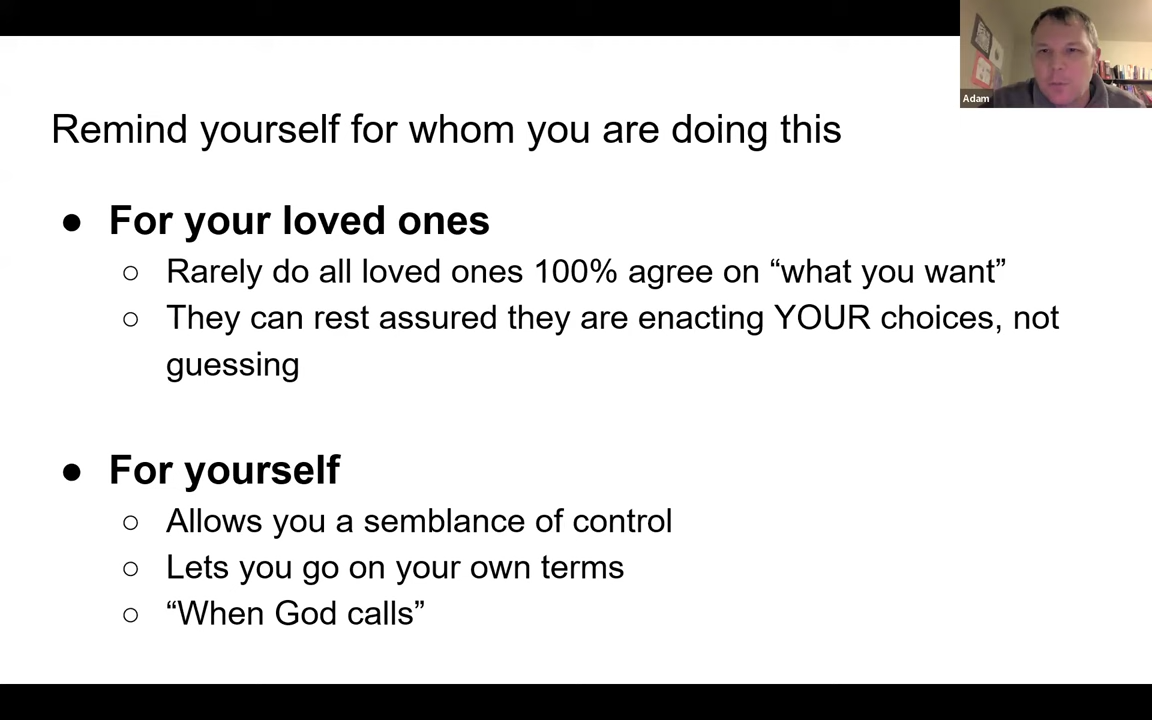 Adam
Remind yourself for whom you are doing this
● For your loved ones
○ Rarely do all loved ones 100% agree on “what you want”
○ They can rest assured they are enacting YOUR choices, not
guessing
● For yourself
○ Allows you a semblance of control
○ Lets you go on your own terms
○ “When God calls”